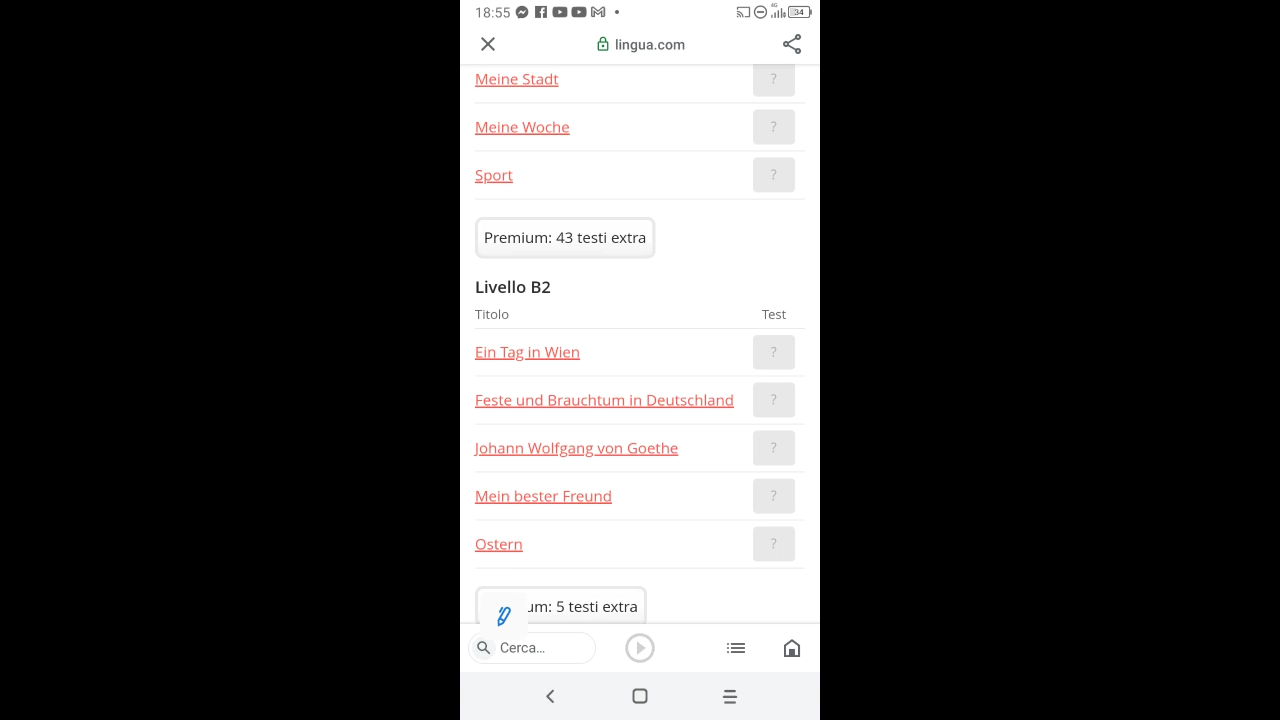 18:55 4G 34
lingua.com
Meine Stadt ?
Meine Woche ?
Sport ?
Premium: 43 testi extra
Livello B2
Titolo Test
Ein Tag in Wien ?
Feste und Brauchtum in Deutschland ?
Johann Wolfgang von Goethe ?
Mein bester Freund ?
Ostern ?
um: 5 testi extra
Cerca...